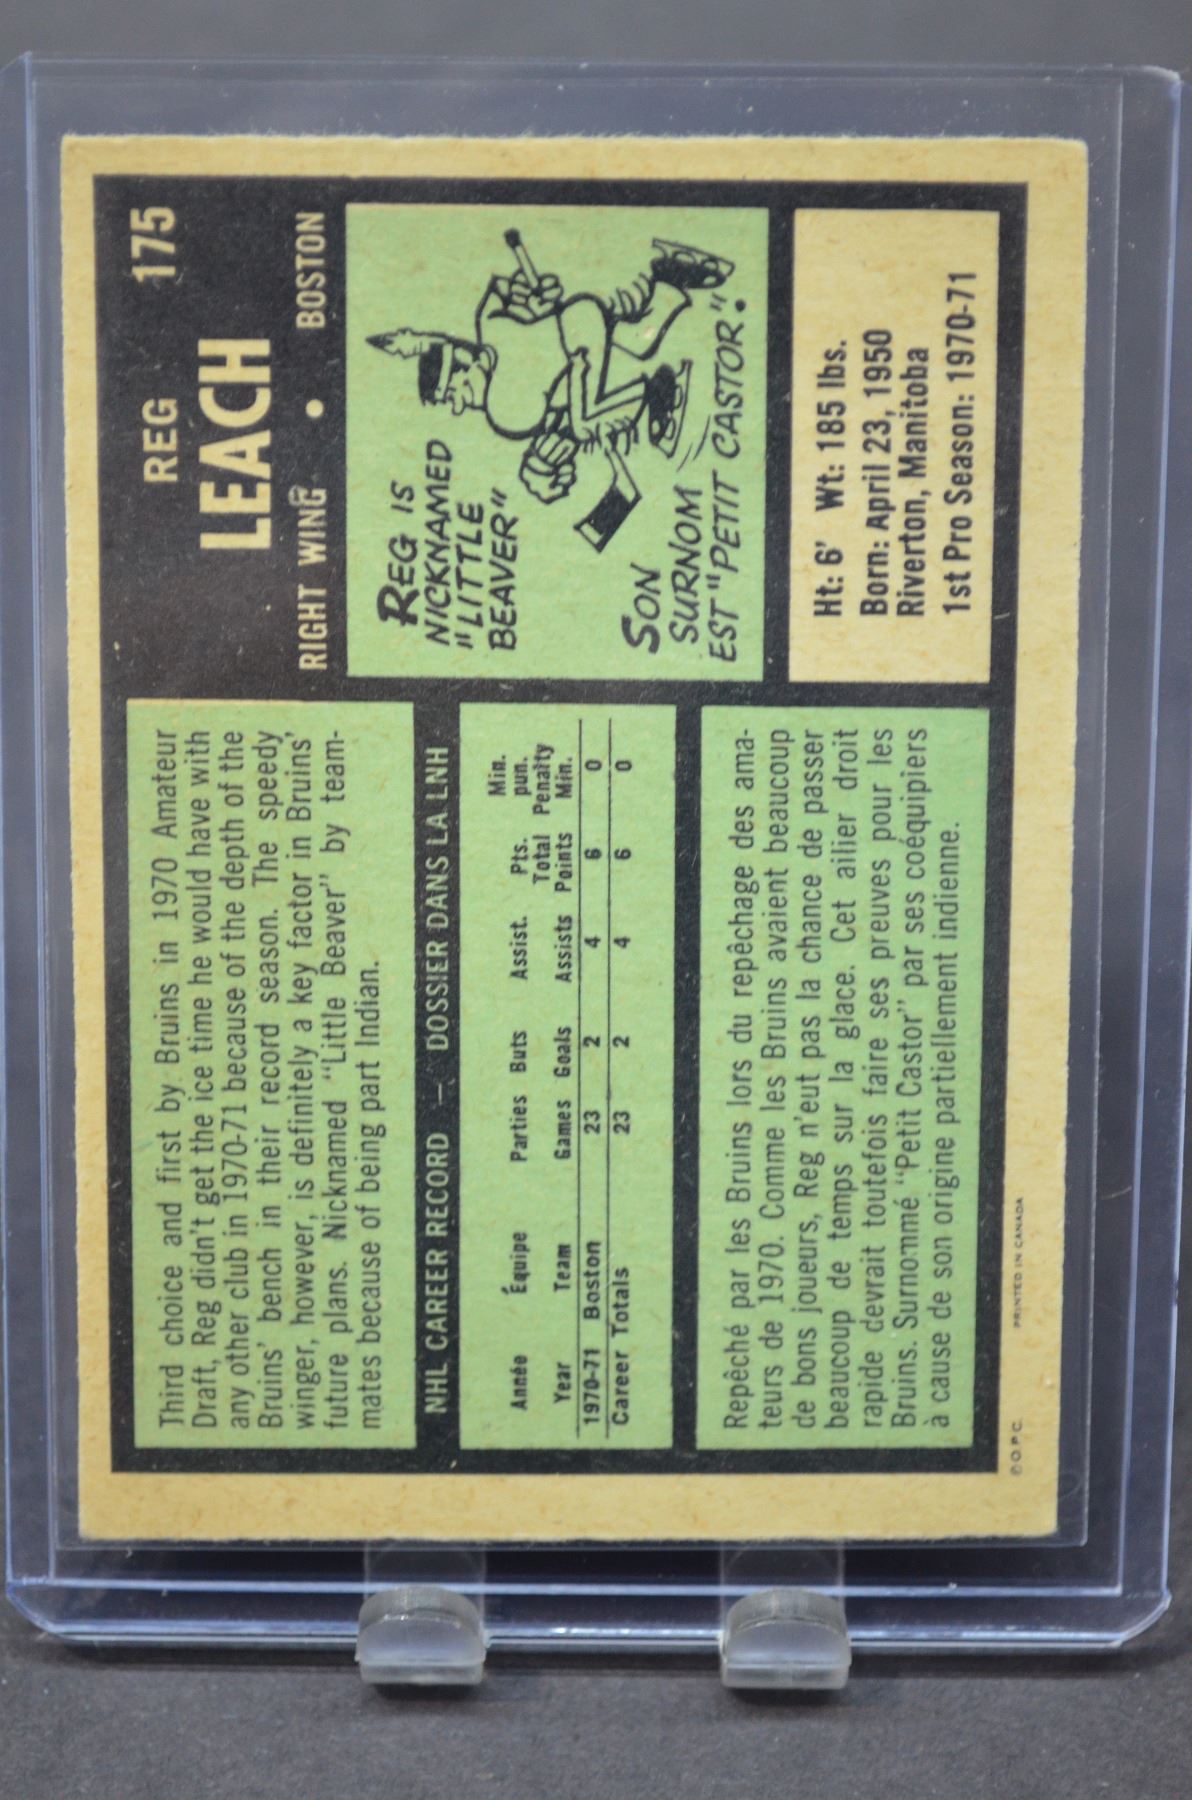 Third choice and first by Bruins in 1970 Amateur
Draft, Reg didn't get the ice time he would have with
any other club in 1970-71 because of the depth of the
Bruins' bench in their record season. The speedy
winger, however, is definitely a key factor in Bruins'
future plans. Nicknamed "Little Beaver" by team-
mates because of being part Indian.
REG 175
LEACH
RIGHT WING • BOSTON
NHL CAREER RECORD — DOSSIER DANS LA LNH
Année Équipe Parties Buts Assist. Pts. Min. pun.
Year Team Games Goals Assists Total Points Penalty Min.
1970-71 Boston 23 2 4 6 0
Career Totals 23 2 4 6 0
REG IS
NICKNAMED
"LITTLE
BEAVER"
SON
SURNOM
EST "PETIT CASTOR".
Repêché par les Bruins lors du repêchage des ama-
teurs de 1970. Comme les Bruins avaient beaucoup
de bons joueurs, Reg n'eut pas la chance de passer
beaucoup de temps sur la glace. Cet ailier droit
rapide devrait toutefois faire ses preuves pour les
Bruins. Surnommé "Petit Castor" par ses coéquipiers
à cause de son origine partiellement indienne.
Ht: 6' Wt: 185 lbs.
Born: April 23, 1950
Riverton, Manitoba
1st Pro Season: 1970-71
© O.P.C. PRINTED IN CANADA